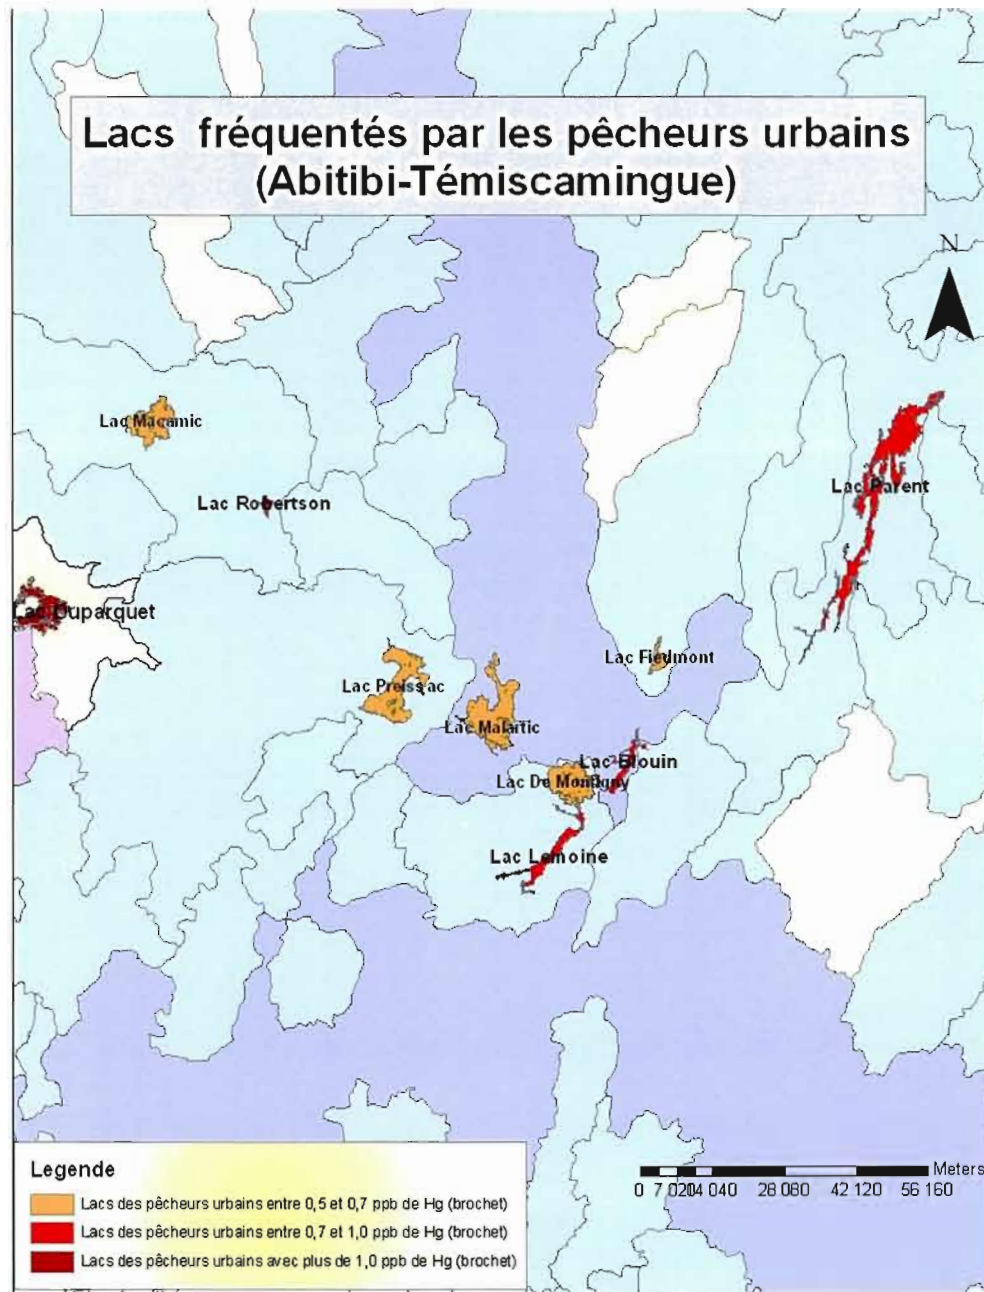 Lacs fréquentés par les pêcheurs urbains
(Abitibi-Témiscamingue)
N
Lac Macamic
Lac Robertson
Lac Parent
Lac Duparquet
Lac Fiedmont
Lac Preissac
Lac Malartic
Lac Blouin
Lac De Montigny
Lac Lemoine
Legende
Lacs des pêcheurs urbains entre 0,5 et 0,7 ppb de Hg (brochet)
Lacs des pêcheurs urbains entre 0,7 et 1,0 ppb de Hg (brochet)
Lacs des pêcheurs urbains avec plus de 1,0 ppb de Hg (brochet)
Meters
0 7 02014 040 28 080 42 120 56 160